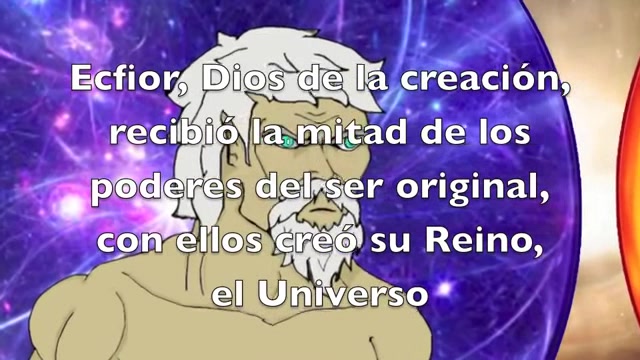 Ecfior, Dios de la creación,
recibió la mitad de los
poderes del ser original,
con ellos creó su Reino,
el Universo